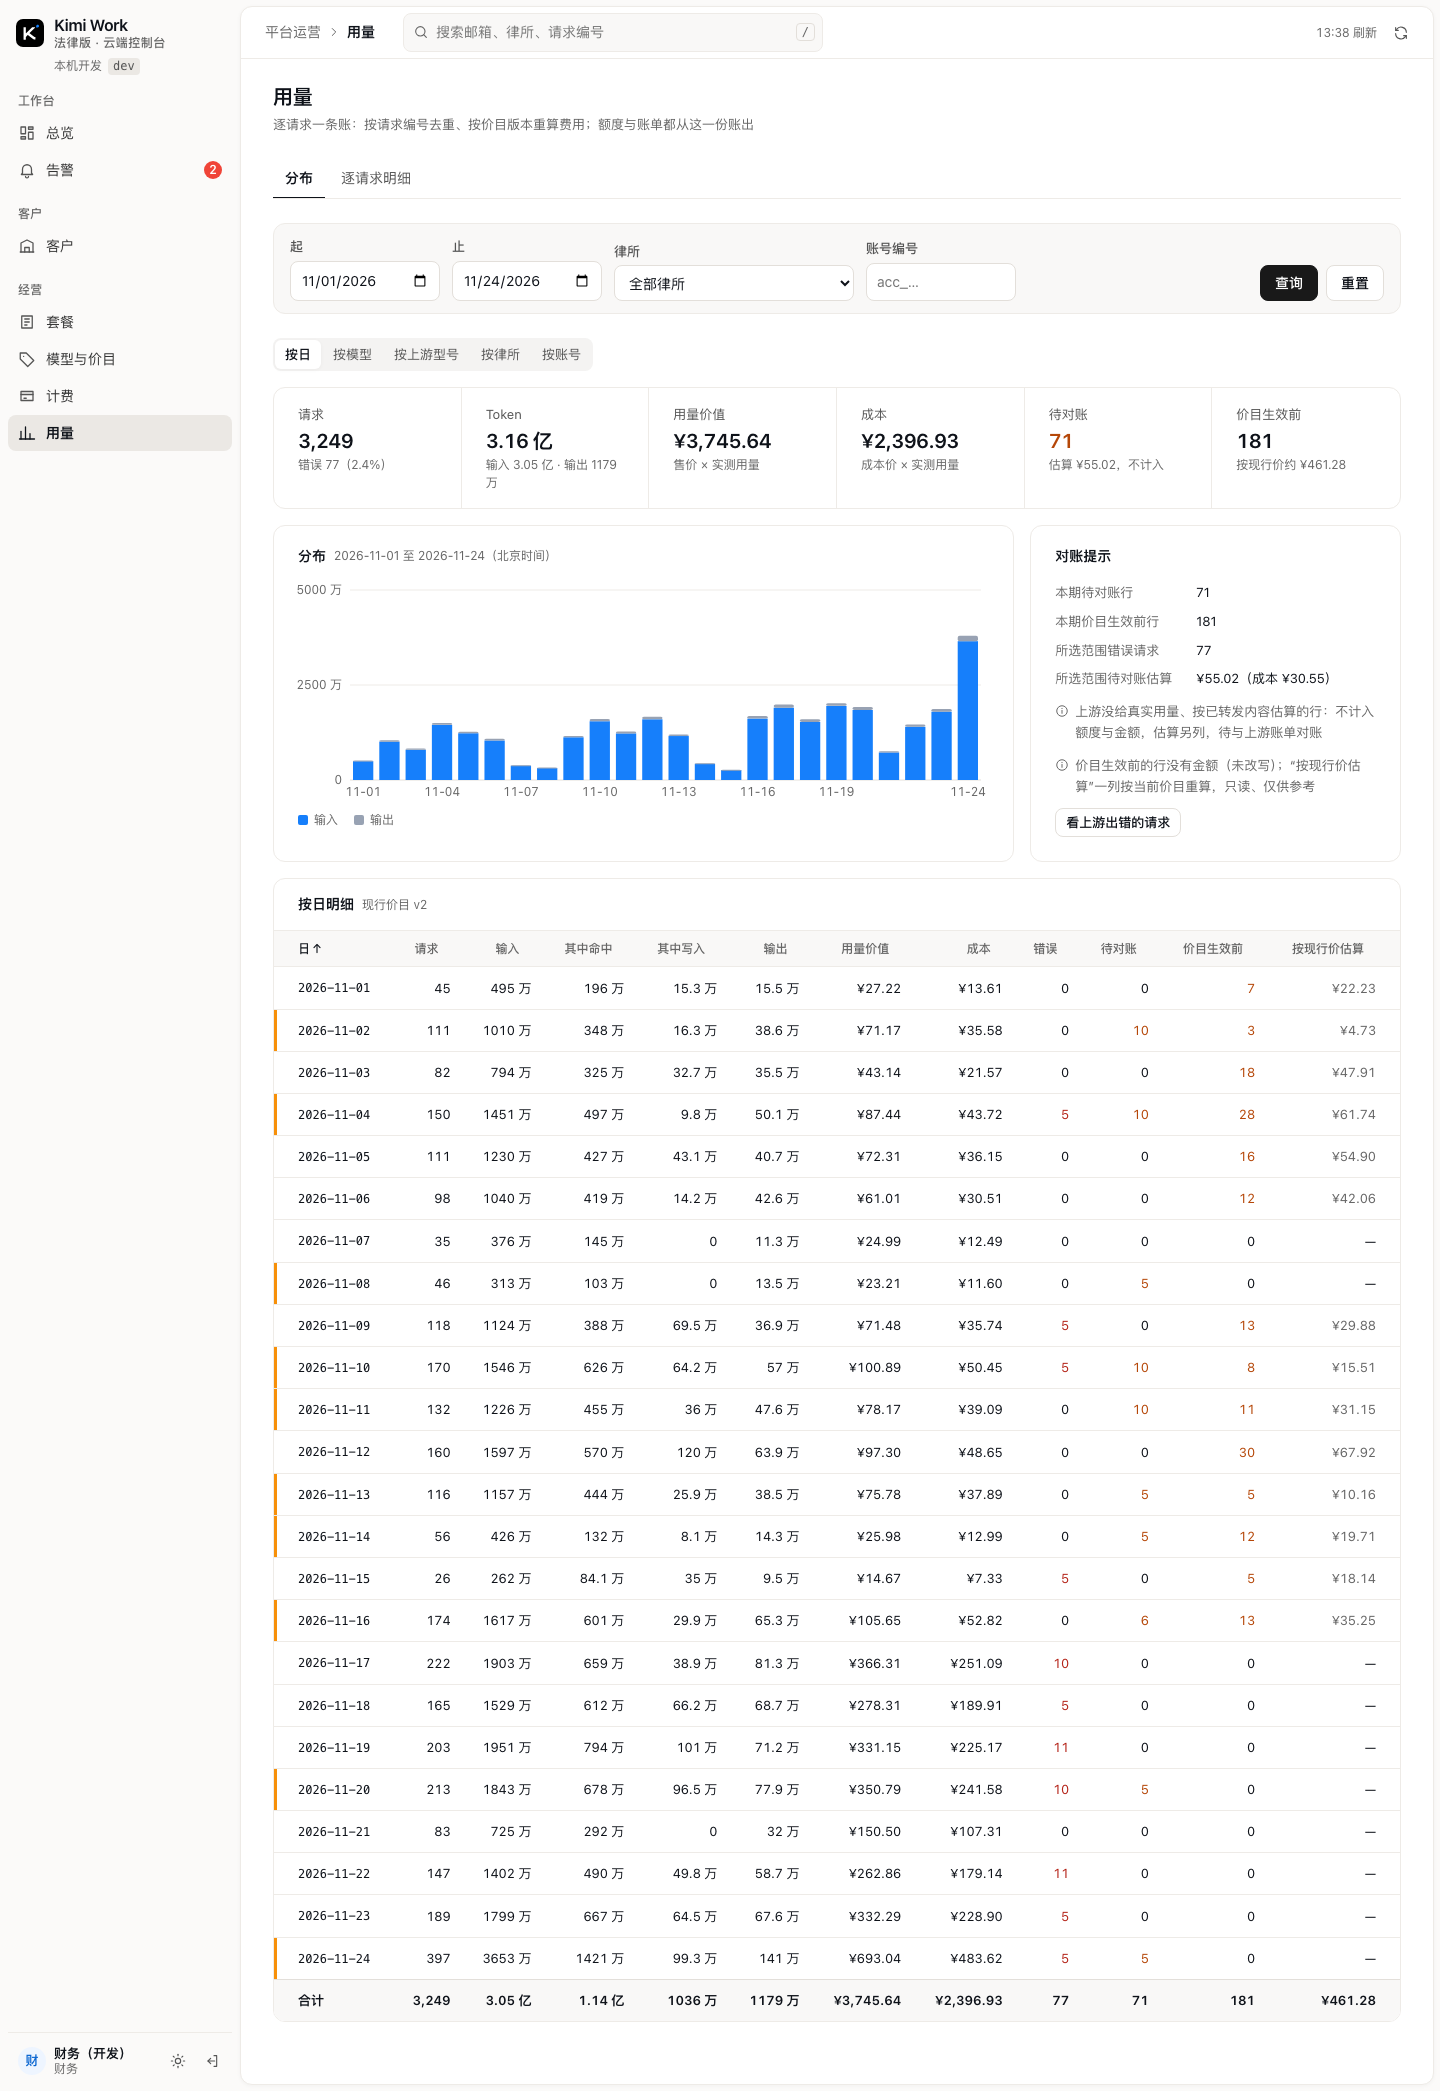 Kimi Work
法律版 · 云端控制台
本机开发 dev
工作台
总览
告警 2
客户
客户
经营
套餐
模型与价目
计费
用量
财 财务（开发）
财务
平台运营 > 用量
搜索邮箱、律所、请求编号 /
13:38 刷新
用量
逐请求一条账：按请求编号去重、按价目版本重算费用；额度与账单都从这一份账出
分布 逐请求明细
起 止 律所 账号编号
11/01/2026 11/24/2026 全部律所 acc_… 查询 重置
按日 按模型 按上游型号 按律所 按账号
请求 Token 用量价值 成本 待对账 价目生效前
3,249 3.16 亿 ¥3,745.64 ¥2,396.93 71 181
错误 77（2.4%） 输入 3.05 亿 · 输出 1179 万 售价 × 实测用量 成本价 × 实测用量 估算 ¥55.02，不计入 按现行价约 ¥461.28
分布 2026-11-01 至 2026-11-24（北京时间）
5000 万
2500 万
0
11-01 11-04 11-07 11-10 11-13 11-16 11-19 11-24
输入 输出
对账提示
本期待对账行 71
本期价目生效前行 181
所选范围错误请求 77
所选范围待对账估算 ¥55.02（成本 ¥30.55）
上游没给真实用量、按已转发内容估算的行：不计入
额度与金额，估算另列，待与上游账单对账
价目生效前的行没有金额（未改写）；“按现行价估
算”一列按当前价目重算，只读、仅供参考
看上游出错的请求
按日明细 现行价目 v2
日↑ 请求 输入 其中命中 其中写入 输出 用量价值 成本 错误 待对账 价目生效前 按现行价估算
2026-11-01 45 495 万 196 万 15.3 万 15.5 万 ¥27.22 ¥13.61 0 0 7 ¥22.23
2026-11-02 111 1010 万 348 万 16.3 万 38.6 万 ¥71.17 ¥35.58 0 10 3 ¥4.73
2026-11-03 82 794 万 325 万 32.7 万 35.5 万 ¥43.14 ¥21.57 0 0 18 ¥47.91
2026-11-04 150 1451 万 497 万 9.8 万 50.1 万 ¥87.44 ¥43.72 5 10 28 ¥61.74
2026-11-05 111 1230 万 427 万 43.1 万 40.7 万 ¥72.31 ¥36.15 0 0 16 ¥54.90
2026-11-06 98 1040 万 419 万 14.2 万 42.6 万 ¥61.01 ¥30.51 0 0 12 ¥42.06
2026-11-07 35 376 万 145 万 0 11.3 万 ¥24.99 ¥12.49 0 0 0 —
2026-11-08 46 313 万 103 万 0 13.5 万 ¥23.21 ¥11.60 0 5 0 —
2026-11-09 118 1124 万 388 万 69.5 万 36.9 万 ¥71.48 ¥35.74 5 0 13 ¥29.88
2026-11-10 170 1546 万 626 万 64.2 万 57 万 ¥100.89 ¥50.45 5 10 8 ¥15.51
2026-11-11 132 1226 万 455 万 36 万 47.6 万 ¥78.17 ¥39.09 0 10 11 ¥31.15
2026-11-12 160 1597 万 570 万 120 万 63.9 万 ¥97.30 ¥48.65 0 0 30 ¥67.92
2026-11-13 116 1157 万 444 万 25.9 万 38.5 万 ¥75.78 ¥37.89 0 5 5 ¥10.16
2026-11-14 56 426 万 132 万 8.1 万 14.3 万 ¥25.98 ¥12.99 0 5 12 ¥19.71
2026-11-15 26 262 万 84.1 万 35 万 9.5 万 ¥14.67 ¥7.33 5 0 5 ¥18.14
2026-11-16 174 1617 万 601 万 29.9 万 65.3 万 ¥105.65 ¥52.82 0 6 13 ¥35.25
2026-11-17 222 1903 万 659 万 38.9 万 81.3 万 ¥366.31 ¥251.09 10 0 0 —
2026-11-18 165 1529 万 612 万 66.2 万 68.7 万 ¥278.31 ¥189.91 5 0 0 —
2026-11-19 203 1951 万 794 万 101 万 71.2 万 ¥331.15 ¥225.17 11 0 0 —
2026-11-20 213 1843 万 678 万 96.5 万 77.9 万 ¥350.79 ¥241.58 10 5 0 —
2026-11-21 83 725 万 292 万 0 32 万 ¥150.50 ¥107.31 0 0 0 —
2026-11-22 147 1402 万 490 万 49.8 万 58.7 万 ¥262.86 ¥179.14 11 0 0 —
2026-11-23 189 1799 万 667 万 64.5 万 67.6 万 ¥332.29 ¥228.90 5 0 0 —
2026-11-24 397 3653 万 1421 万 99.3 万 141 万 ¥693.04 ¥483.62 5 5 0 —
合计 3,249 3.05 亿 1.14 亿 1036 万 1179 万 ¥3,745.64 ¥2,396.93 77 71 181 ¥461.28